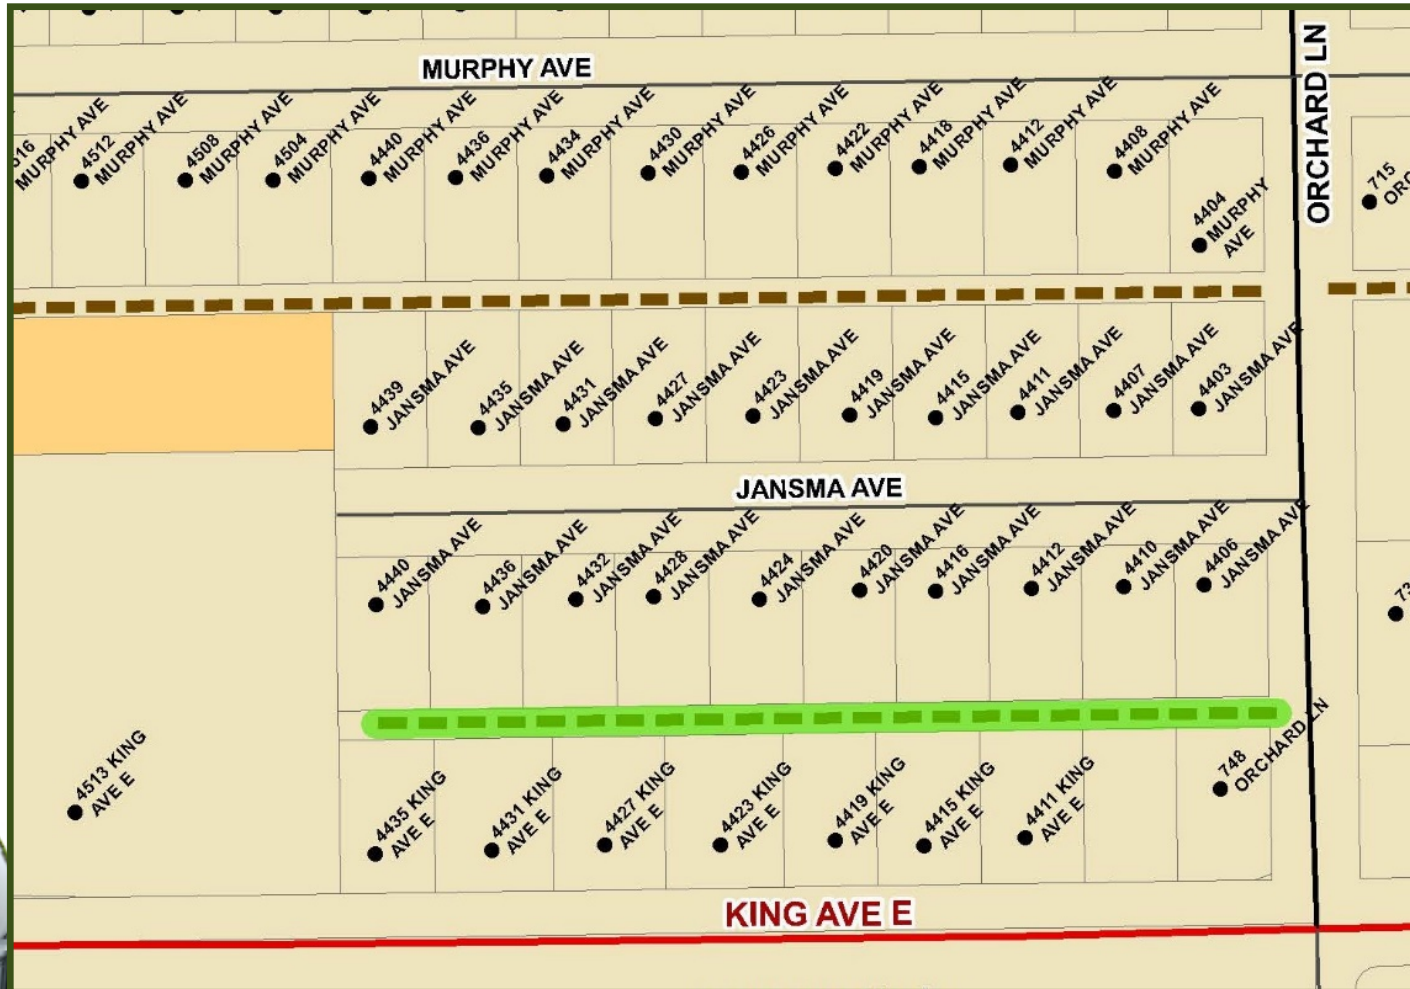 MURPHY AVE
ORCHARD LN
MURPHY AVE
4512
MURPHY AVE
4508
MURPHY AVE
4504
MURPHY AVE
4440
MURPHY AVE
4436
MURPHY AVE
4434
MURPHY AVE
4430
MURPHY AVE
4426
MURPHY AVE
4422
MURPHY AVE
4418
MURPHY AVE
4412
MURPHY AVE
4408
MURPHY AVE
4404
MURPHY
AVE
715
4439
JANSMA AVE
4435
JANSMA AVE
4431
JANSMA AVE
4427
JANSMA AVE
4423
JANSMA AVE
4419
JANSMA AVE
4415
JANSMA AVE
4411
JANSMA AVE
4407
JANSMA AVE
4403
JANSMA AVE
JANSMA AVE
4440
JANSMA AVE
4436
JANSMA AVE
4432
JANSMA AVE
4428
JANSMA AVE
4424
JANSMA AVE
4420
JANSMA AVE
4416
JANSMA AVE
4412
JANSMA AVE
4410
JANSMA AVE
4406
JANSMA AVE
4513 KING
AVE E
4435 KING
AVE E
4431 KING
AVE E
4427 KING
AVE E
4423 KING
AVE E
4419 KING
AVE E
4415 KING
AVE E
4411 KING
AVE E
748
ORCHARD LN
KING AVE E